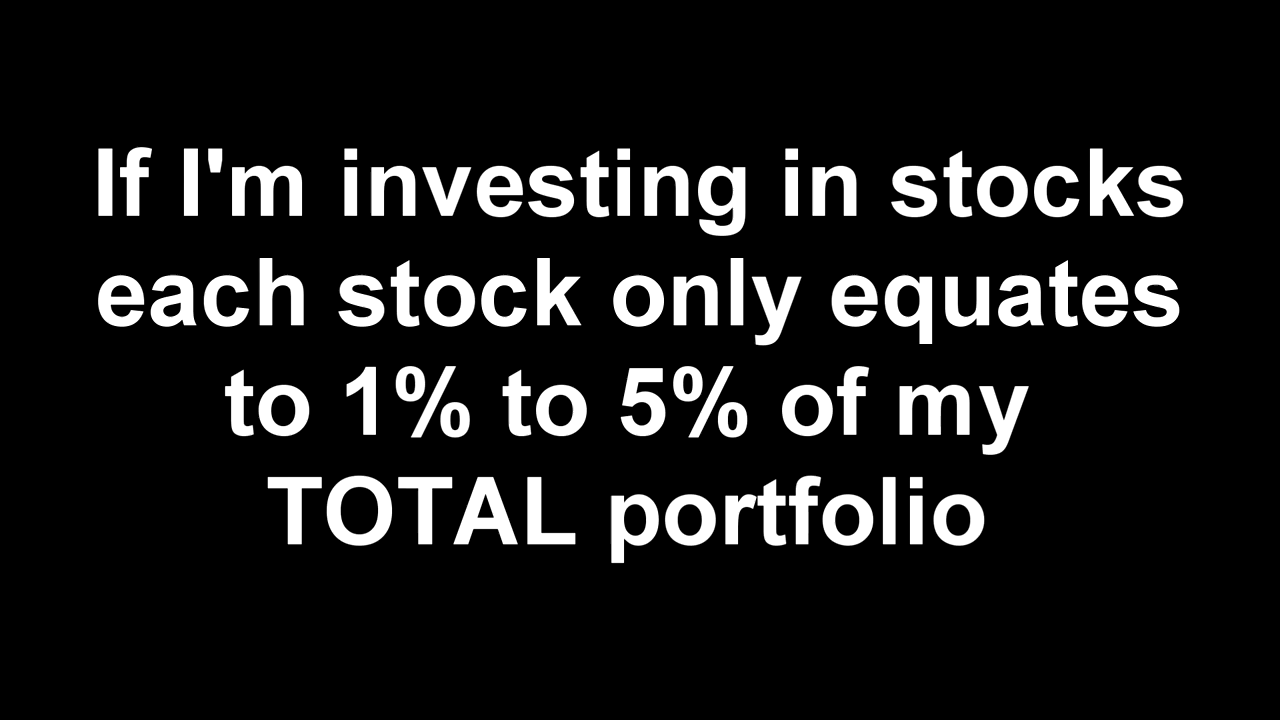 If I'm investing in stocks
each stock only equates
to 1% to 5% of my
TOTAL portfolio